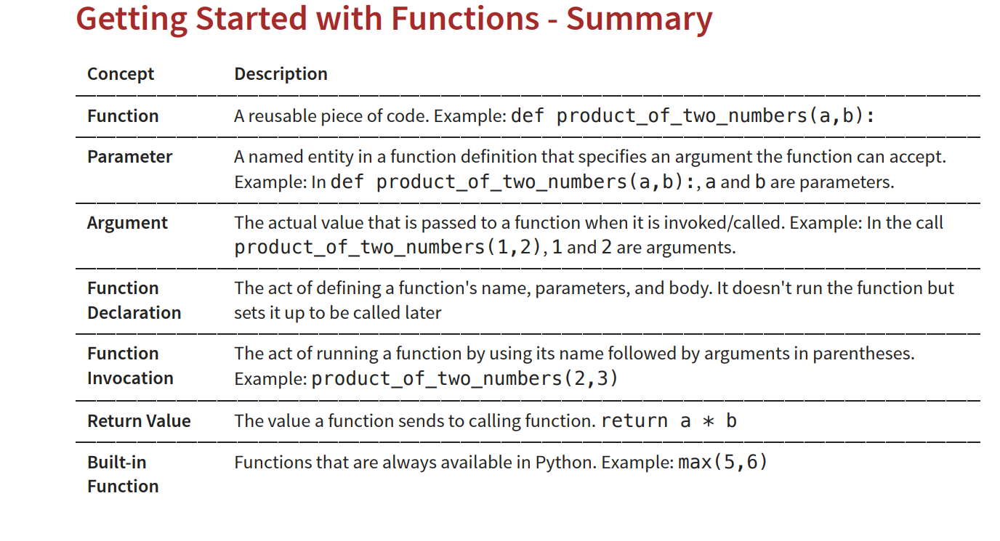 Getting Started with Functions - Summary
Concept Description
Function A reusable piece of code. Example: def product_of_two_numbers(a,b):
Parameter A named entity in a function definition that specifies an argument the function can accept.
Example: In def product_of_two_numbers(a,b):, a and b are parameters.
Argument The actual value that is passed to a function when it is invoked/called. Example: In the call
product_of_two_numbers(1,2), 1 and 2 are arguments.
Function The act of defining a function's name, parameters, and body. It doesn't run the function but
Declaration sets it up to be called later
Function The act of running a function by using its name followed by arguments in parentheses.
Invocation Example: product_of_two_numbers(2,3)
Return Value The value a function sends to calling function. return a * b
Built-in Functions that are always available in Python. Example: max(5,6)
Function